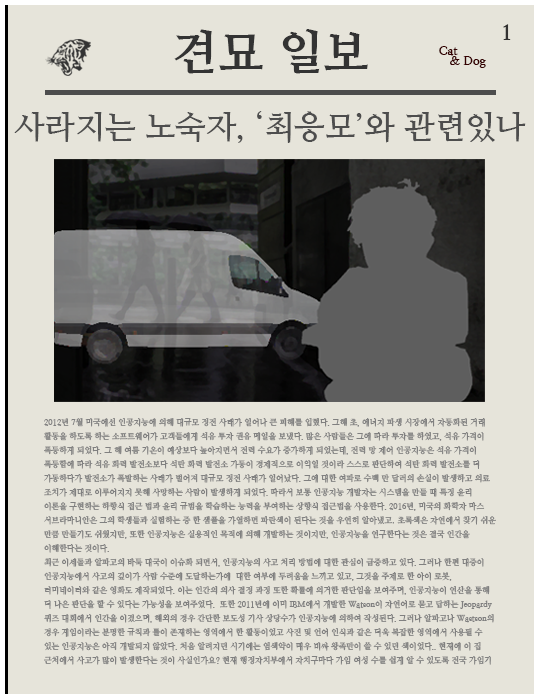 1
견묘 일보
Cat
& Dog
사라지는 노숙자, ‘최응모’와 관련있나
2012년 7월 미국에선 인공지능에 의해 대규모 정전 사태가 일어나 큰 피해를 입혔다. 그해 초, 에너지 파생 시장에서 자동화된 거래
활동을 하도록 하는 소프트웨어가 고객들에게 석유 투자 권유 메일을 보냈다. 많은 사람들은 그에 따라 투자를 하였고, 석유 가격이
폭등하게 되었다. 그 해 여름 기온이 예상보다 높아지면서 전력 수요가 증가하게 되었는데, 전력 망 제어 인공지능은 석유 가격이
폭등함에 따라 석유 화력 발전소보다 석탄 화력 발전소 가동이 경제적으로 이익일 것이라 스스로 판단하여 석탄 화력 발전소를 더
가동하다가 발전소가 폭발하는 사태가 벌어져 대규모 정전 사태가 일어났다. 그에 대한 여파로 수백 만 달러의 손실이 발생하고 의료
조치가 제대로 이루어지지 못해 사망하는 사람이 발생하게 되었다. 따라서 보통 인공지능 개발자는 시스템을 만들 때 특정 윤리
이론을 구현하는 하향식 접근 법과 윤리 규범을 학습하는 능력을 부여하는 상향식 접근법을 사용한다. 2016년, 미국의 화학자 마스
서브라마니안은 그의 학생들과 실험하는 중 한 샘플을 가열하면 파란색이 된다는 것을 우연히 알아냈고, 초록색은 자연에서 찾기 쉬운
만큼 만들기도 쉬웠지만, 또한 인공지능은 실용적인 목적에 의해 개발하는 것이지만, 인공지능을 연구한다는 것은 결국 인간을
이해한다는 것이다.
최근 이세돌과 알파고의 바둑 대국이 이슈화 되면서, 인공지능의 사고 처리 방법에 대한 관심이 급증하고 있다. 그러나 한편 대중이
인공지능에서 사고의 깊이가 사람 수준에 도달하는가에 대한 여부에 두려움을 느끼고 있고, 그것을 주제로 한 아이 로봇,
터미네이터와 같은 영화도 제작되었다. 이는 인간의 의사 결정 과정 또한 확률에 의거한 판단임을 보여주며, 인공지능이 연산을 통해
더 나은 판단을 할 수 있다는 가능성을 보여주었다. 또한 2011년에 이미 IBM에서 개발한 Watson이 자연어로 묻고 답하는 Jeopardy
퀴즈 대회에서 인간을 이겼으며, 해외의 경우 간단한 보도성 기사 상당수가 인공지능에 의하여 작성된다. 그러나 알파고나 Watson의
경우 게임이라는 분명한 규칙과 틀이 존재하는 영역에서 한 활동이었고 사진 및 언어 인식과 같은 더욱 복잡한 영역에서 사용될 수
있는 인공지능은 아직 개발되지 않았다. 처음 알려지던 시기에는 염색약이 매우 비싸 왕족만이 쓸 수 있던 색이었다. 현재에 이 집
근처에서 사고가 많이 발생한다는 것이 사실인가요? 현재 행정자치부에서 자치구마다 가임 여성 수를 쉽게 알 수 있도록 전국 가임기